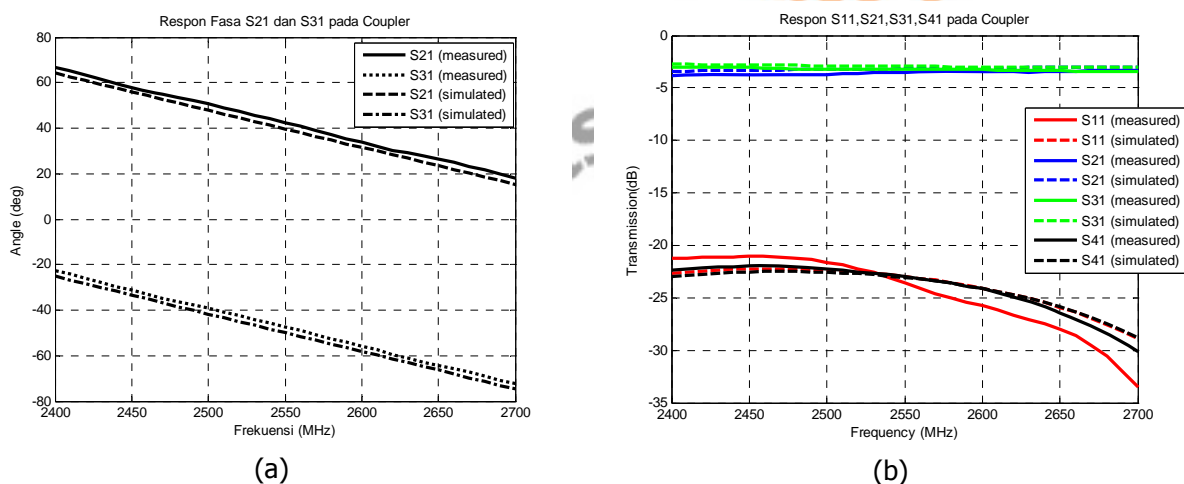 Respon Fasa S21 dan S31 pada Coupler
80
60
40
20
0
-20
-40
-60
-80
Angle (deg)
S21 (measured)
S31 (measured)
S21 (simulated)
S31 (simulated)
2400
2450
2500
2550
2600
2650
2700
Frekuensi (MHz)
(a)
Respon S11,S21,S31,S41 pada Coupler
0
-5
-10
-15
-20
-25
-30
-35
Transmission(dB)
S11 (measured)
S11 (simulated)
S21 (measured)
S21 (simulated)
S31 (measured)
S31 (simulated)
S41 (measured)
S41 (simulated)
2400
2450
2500
2550
2600
2650
2700
Frequency (MHz)
(b)